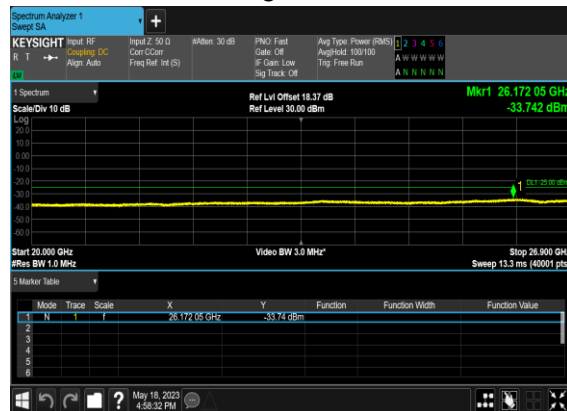 Spectrum Analyzer 1
Swept SA
+
KEYSIGHT Input: RF Input Z: 50 Ω #Atten: 30 dB PNO: Fast Avg Type: Power (RMS) 1 2 3 4 5 6
R T Coupling: DC Corr CCorr Gate: Off Avg|Hold: 100/100 A W W W W W
Align: Auto Freq Ref: Int (S) IF Gain: Low Trig: Free Run
Sig Track: Off A N N N N N
LW
1 Spectrum Ref Lvl Offset 18.37 dB Mkr1 26.172 05 GHz
Scale/Div 10 dB Ref Level 30.00 dBm -33.742 dBm
Log
20.0
10.0
0.00
-10.0
-20.0
1 DL1 -25.00 dBm
-30.0
-40.0
-50.0
-60.0
Start 20.000 GHz Video BW 3.0 MHz* Stop 26.900 GHz
#Res BW 1.0 MHz Sweep 13.3 ms (40001 pts
5 Marker Table
Mode Trace Scale X Y Function Function Width Function Value
1 N 1 f 26.172 05 GHz -33.74 dBm
2
3
4
5
6
? May 18, 2023
4:58:32 PM